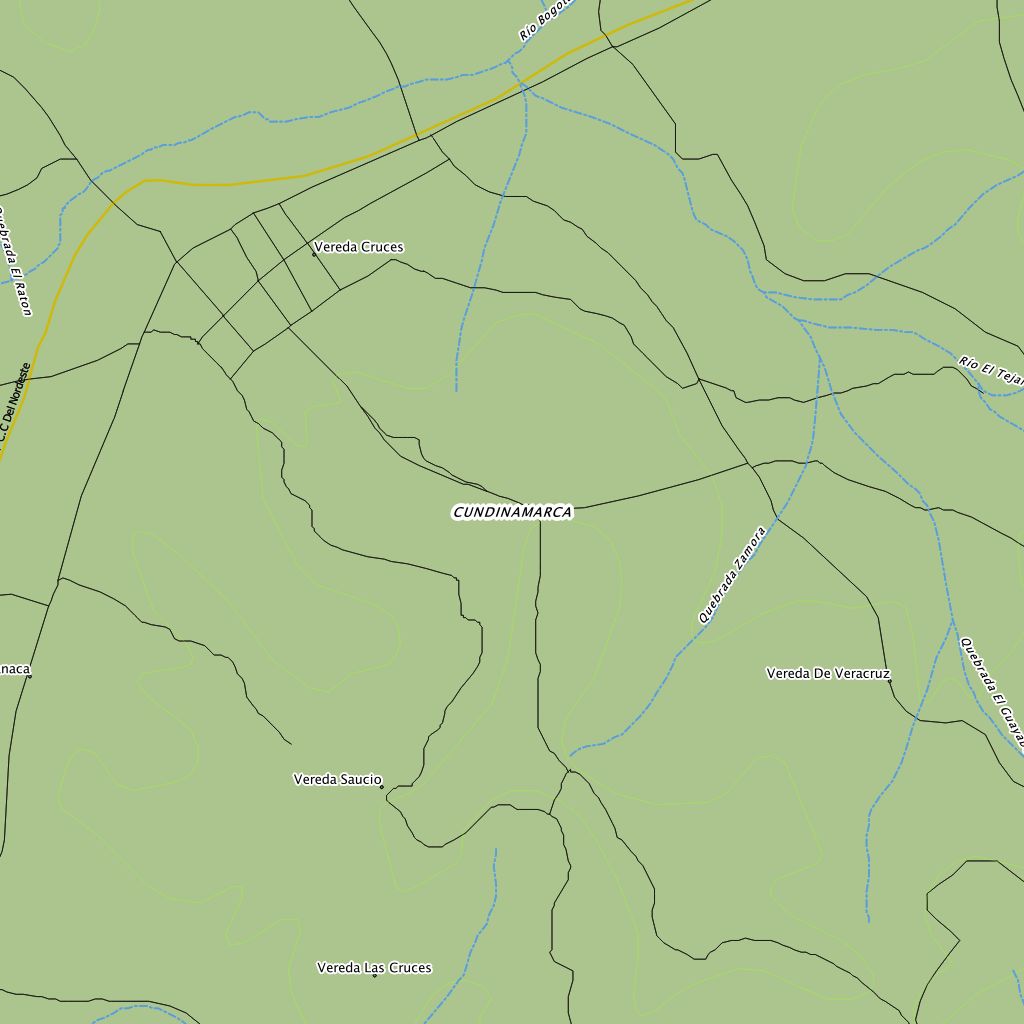 Río Bogotá
Quebrada El Raton
Vereda Cruces
C.C Del Nordeste
Río El Tejar
CUNDINAMARCA
Quebrada Zamora
Quebrada El Guayab
naca
Vereda De Veracruz
Vereda Saucio
Vereda Las Cruces